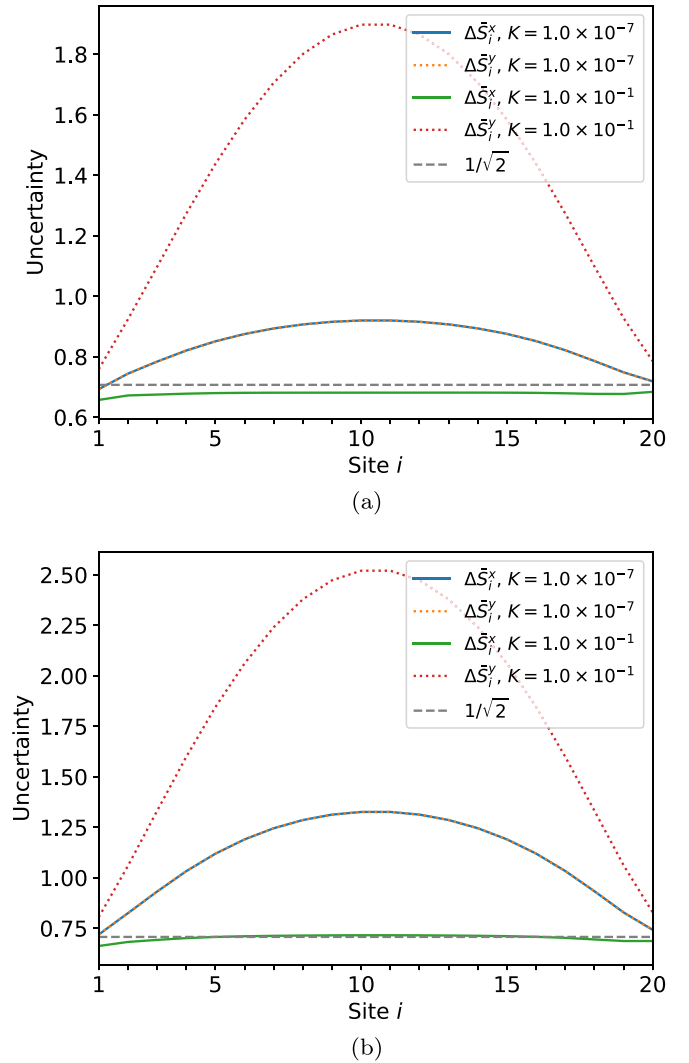 ΔS̄ᵢˣ, K = 1.0 × 10⁻⁷
ΔS̄ᵢʸ, K = 1.0 × 10⁻⁷
ΔS̄ᵢˣ, K = 1.0 × 10⁻¹
ΔS̄ᵢʸ, K = 1.0 × 10⁻¹
1/√2
1.8
1.6
1.4
1.2
1.0
0.8
0.6
Uncertainty
1 5 10 15 20
Site i
(a)
ΔS̄ᵢˣ, K = 1.0 × 10⁻⁷
ΔS̄ᵢʸ, K = 1.0 × 10⁻⁷
ΔS̄ᵢˣ, K = 1.0 × 10⁻¹
ΔS̄ᵢʸ, K = 1.0 × 10⁻¹
1/√2
2.50
2.25
2.00
1.75
1.50
1.25
1.00
0.75
Uncertainty
1 5 10 15 20
Site i
(b)